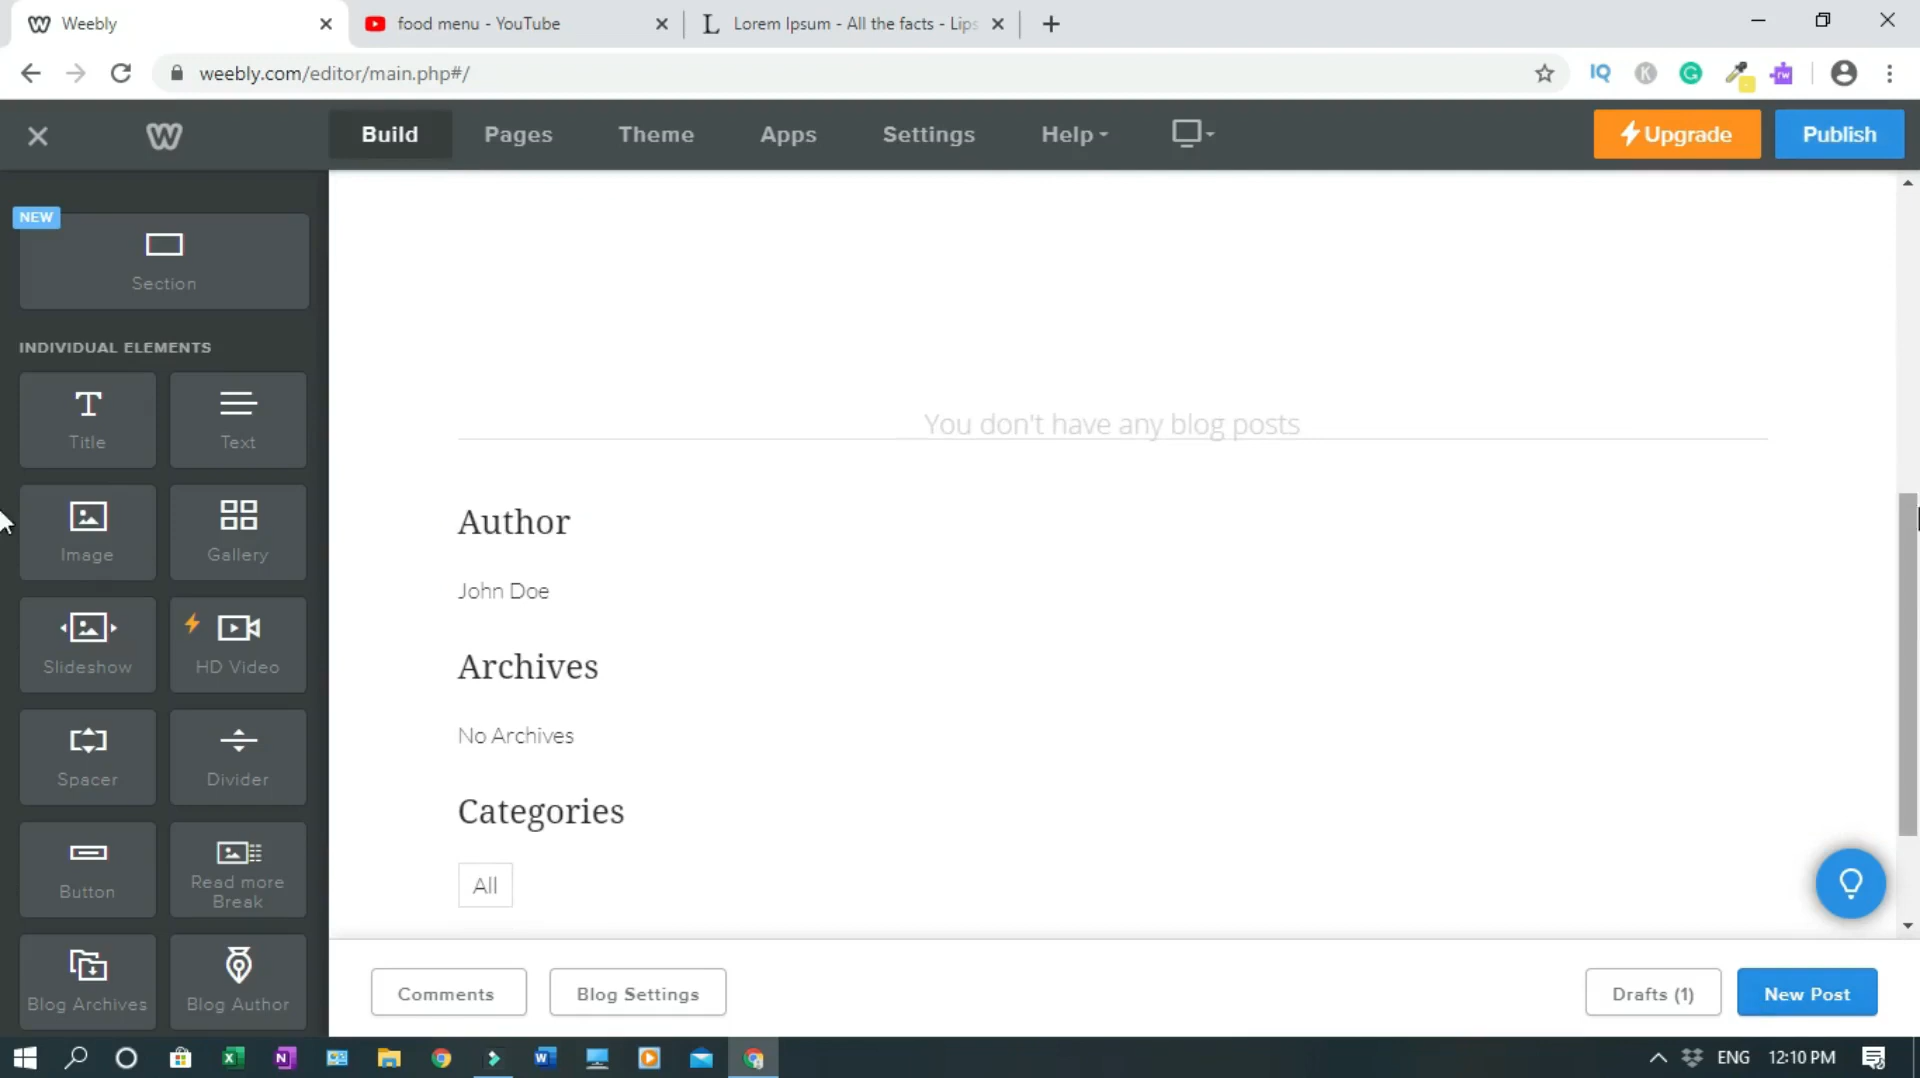 Weebly
food menu - YouTube
Lorem Ipsum - All the facts - Lips
weebly.com/editor/main.php#/
IQ
K
G
rw
W
Build
Pages
Theme
Apps
Settings
Help
Upgrade
Publish
NEW
Section
INDIVIDUAL ELEMENTS
Title
Text
Image
Gallery
Slideshow
HD Video
Spacer
Divider
Button
Read more
Break
Blog Archives
Blog Author
You don't have any blog posts
Author
John Doe
Archives
No Archives
Categories
All
Comments
Blog Settings
Drafts (1)
New Post
ENG
12:10 PM